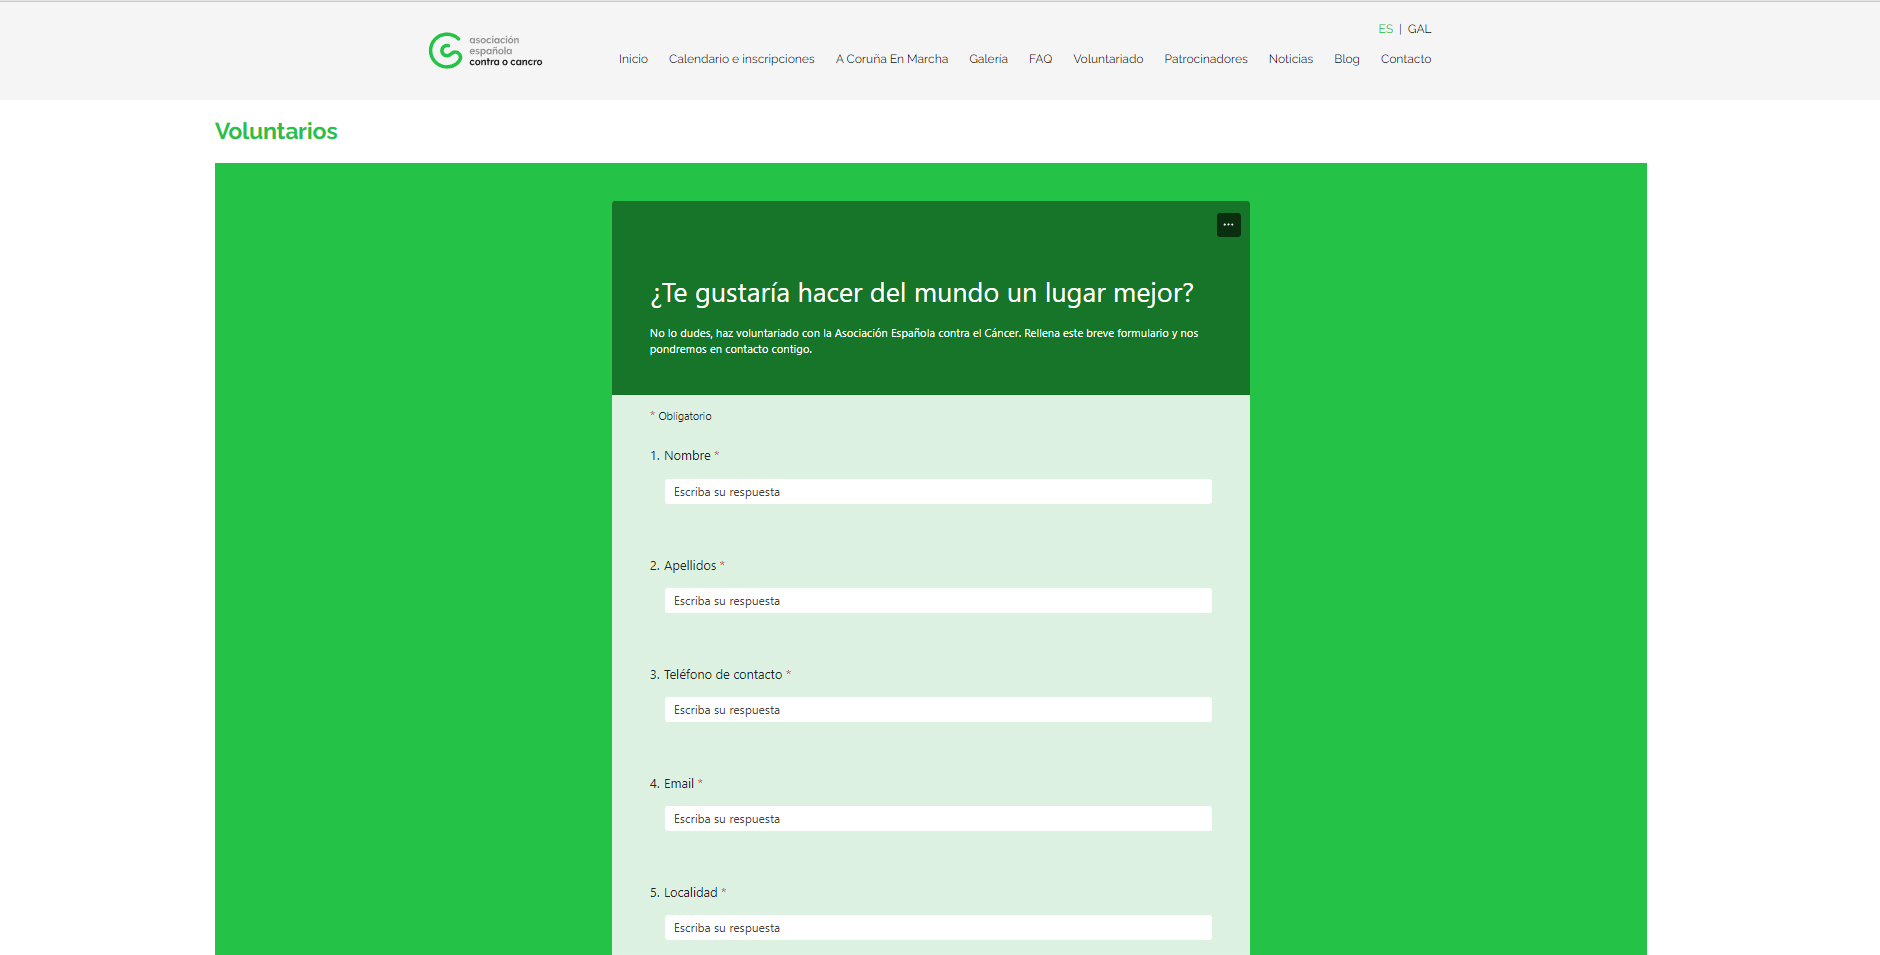 ES | GAL
asociación
española
contra o cancro
Inicio Calendario e inscripciones A Coruña En Marcha Galería FAQ Voluntariado Patrocinadores Noticias Blog Contacto
Voluntarios
...
¿Te gustaría hacer del mundo un lugar mejor?
No lo dudes, haz voluntariado con la Asociación Española contra el Cáncer. Rellena este breve formulario y nos
pondremos en contacto contigo.
* Obligatorio
1. Nombre *
Escriba su respuesta
2. Apellidos *
Escriba su respuesta
3. Teléfono de contacto *
Escriba su respuesta
4. Email *
Escriba su respuesta
5. Localidad *
Escriba su respuesta